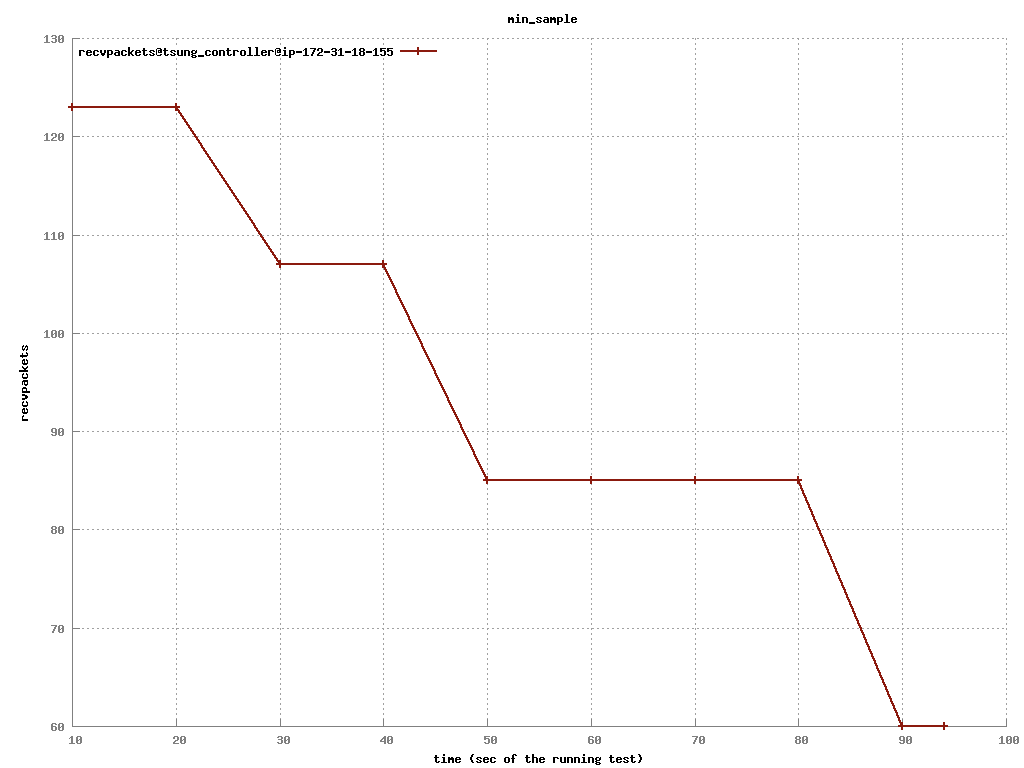 min_sample
130
recvpackets@tsung_controller@ip-172-31-18-155
120
110
100
90
80
70
60
recvpackets
10 20 30 40 50 60 70 80 90 100
time (sec of the running test)